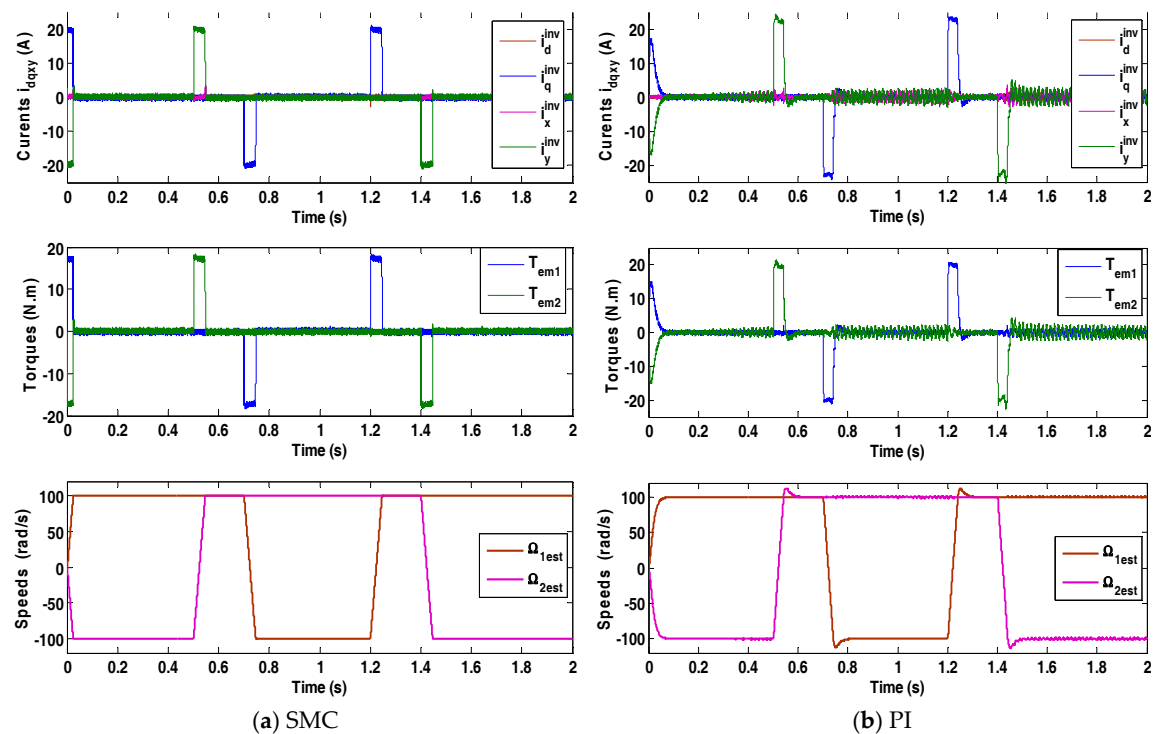 Curents i_dqxy (A)
20
10
0
-10
-20
0 0.2 0.4 0.6 0.8 1 1.2 1.4 1.6 1.8 2
Time (s)
i_d^inv
i_q^inv
i_x^inv
i_y^inv
Curents i_dqxy (A)
20
10
0
-10
-20
0 0.2 0.4 0.6 0.8 1 1.2 1.4 1.6 1.8 2
Time (s)
i_d^inv
i_q^inv
i_x^inv
i_y^inv
Torques (N.m)
20
10
0
-10
-20
0 0.2 0.4 0.6 0.8 1 1.2 1.4 1.6 1.8 2
Time (s)
T_em1
T_em2
Torques (N.m)
20
10
0
-10
-20
0 0.2 0.4 0.6 0.8 1 1.2 1.4 1.6 1.8 2
Time (s)
T_em1
T_em2
Speeds (rad/s)
100
50
0
-50
-100
0 0.2 0.4 0.6 0.8 1 1.2 1.4 1.6 1.8 2
Time (s)
Ω_1est
Ω_2est
Speeds (rad/s)
100
50
0
-50
-100
0 0.2 0.4 0.6 0.8 1 1.2 1.4 1.6 1.8 2
Time (s)
Ω_1est
Ω_2est
(a) SMC
(b) PI